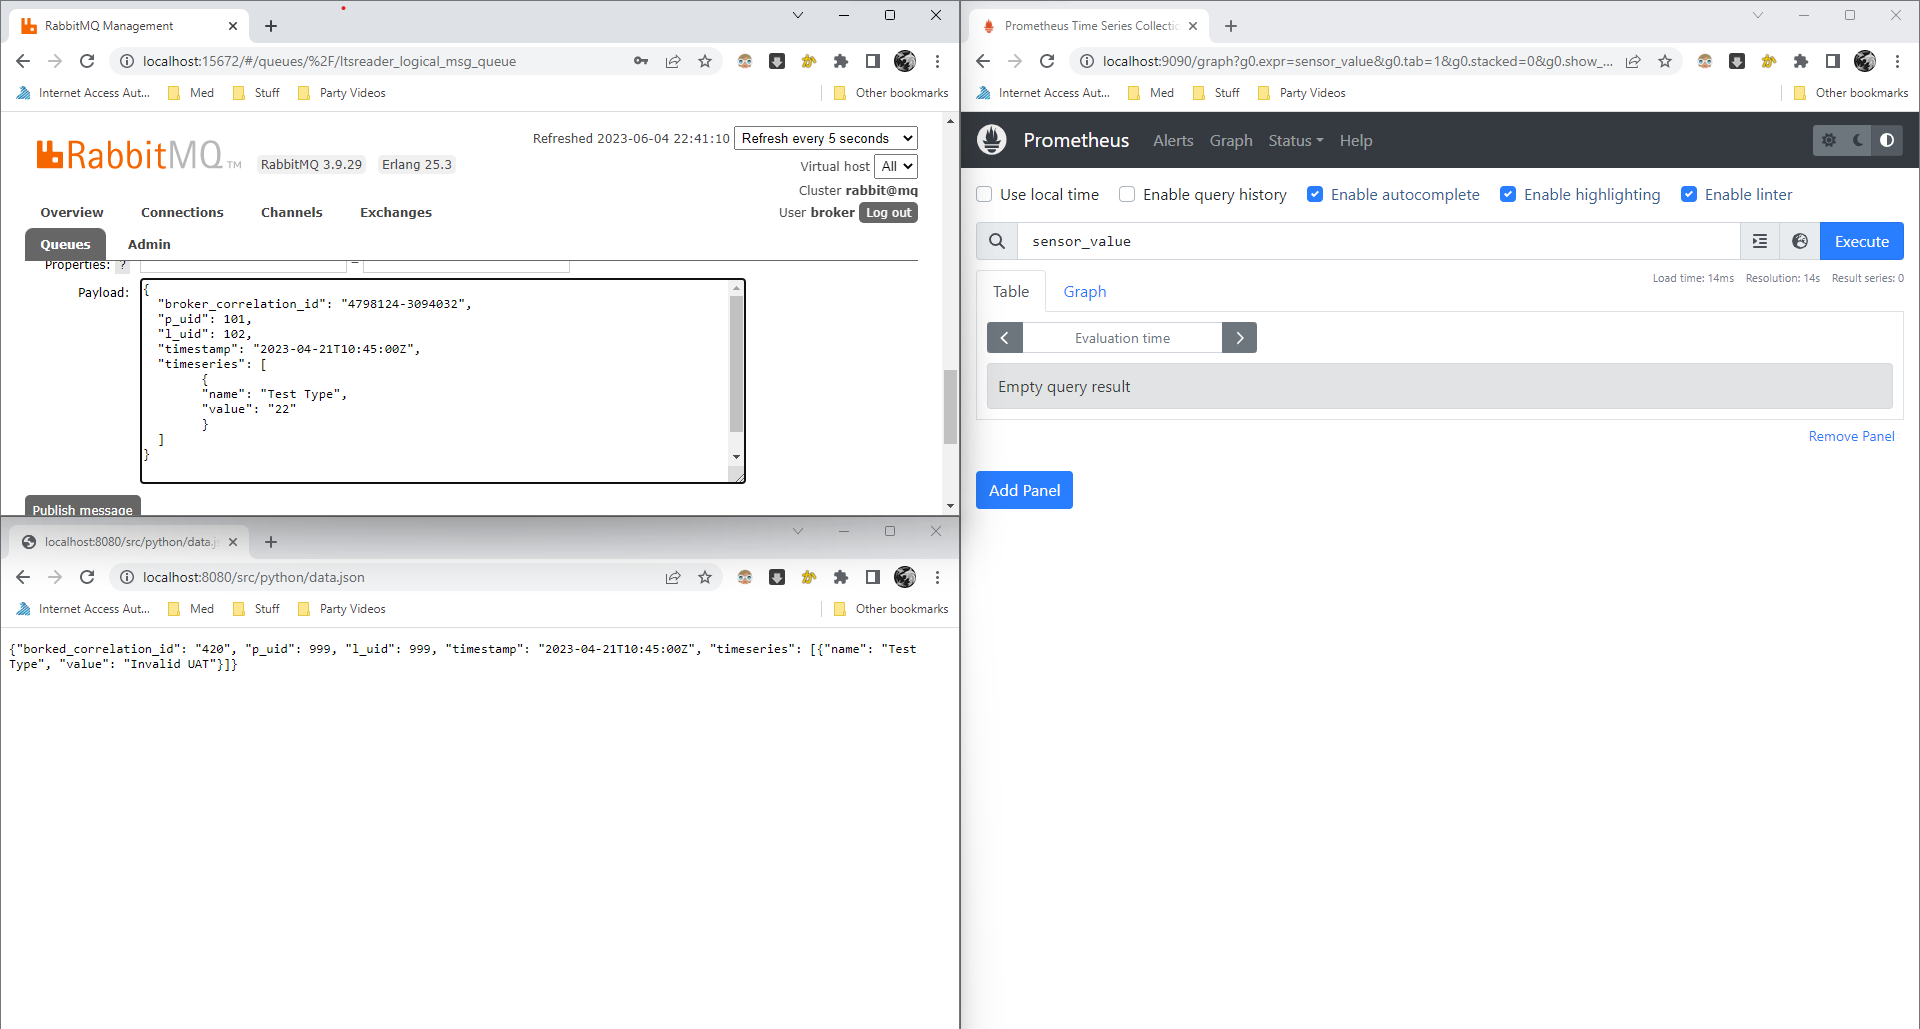 RabbitMQ Management
localhost:15672/#/queues/%2F/ltsreader_logical_msg_queue
Internet Access Aut... Med Stuff Party Videos Other bookmarks
RabbitMQ TM RabbitMQ 3.9.29 Erlang 25.3
Refreshed 2023-06-04 22:41:10 Refresh every 5 seconds
Virtual host All
Cluster rabbit@mq
User broker Log out
Overview Connections Channels Exchanges
Queues Admin
Properties: ? =
Payload:
{
"broker_correlation_id": "4798124-3094032",
"p_uid": 101,
"l_uid": 102,
"timestamp": "2023-04-21T10:45:00Z",
"timeseries": [
{
"name": "Test Type",
"value": "22"
}
]
}
Publish message
localhost:8080/src/python/data.js
localhost:8080/src/python/data.json
Internet Access Aut... Med Stuff Party Videos Other bookmarks
{"borked_correlation_id": "420", "p_uid": 999, "l_uid": 999, "timestamp": "2023-04-21T10:45:00Z", "timeseries": [{"name": "Test
Type", "value": "Invalid UAT"}]}
Prometheus Time Series Collectio
localhost:9090/graph?g0.expr=sensor_value&g0.tab=1&g0.stacked=0&g0.show_...
Internet Access Aut... Med Stuff Party Videos Other bookmarks
Prometheus Alerts Graph Status Help
Use local time Enable query history Enable autocomplete Enable highlighting Enable linter
sensor_value Execute
Load time: 14ms Resolution: 14s Result series: 0
Table Graph
Evaluation time
Empty query result
Remove Panel
Add Panel